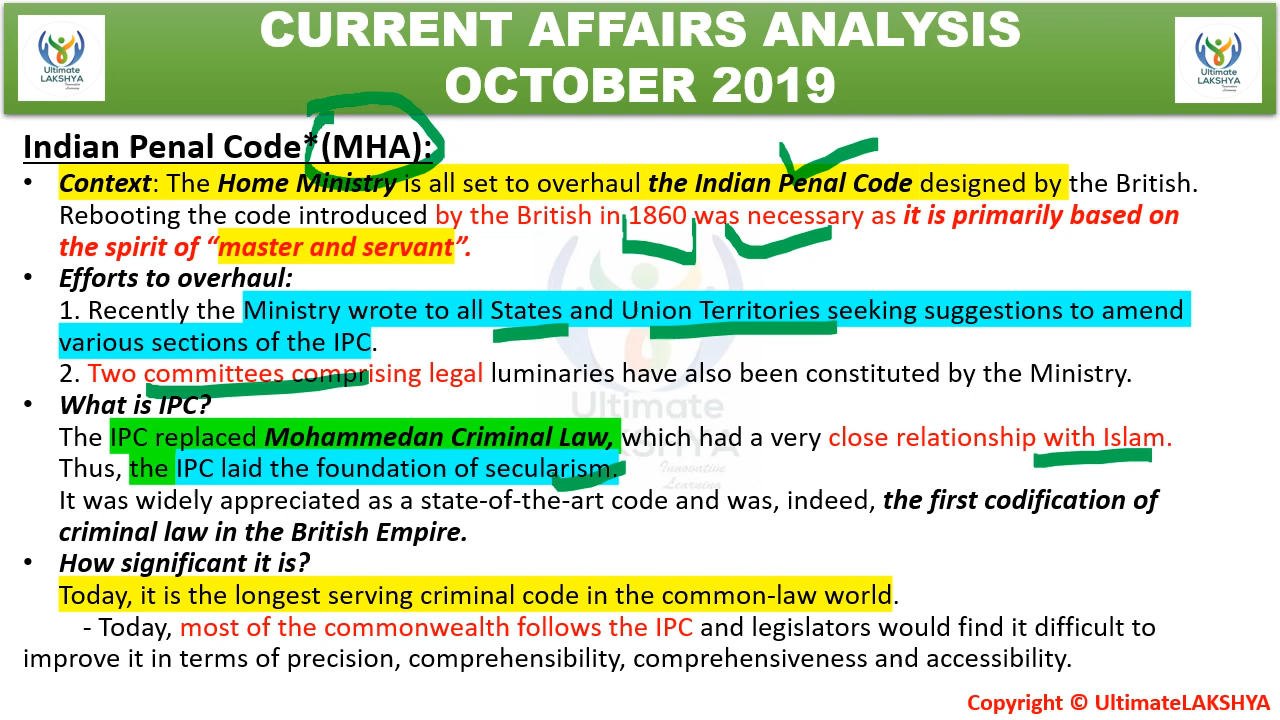 CURRENT AFFAIRS ANALYSIS
OCTOBER 2019
Ultimate
LAKSHYA
Innovative
Learning
Ultimate
LAKSHYA
Innovative
Learning
Indian Penal Code*(MHA):
• Context: The Home Ministry is all set to overhaul the Indian Penal Code designed by the British.
Rebooting the code introduced by the British in 1860 was necessary as it is primarily based on
the spirit of “master and servant”.
• Efforts to overhaul:
1. Recently the Ministry wrote to all States and Union Territories seeking suggestions to amend
various sections of the IPC.
2. Two committees comprising legal luminaries have also been constituted by the Ministry.
• What is IPC?
The IPC replaced Mohammedan Criminal Law, which had a very close relationship with Islam.
Thus, the IPC laid the foundation of secularism.
It was widely appreciated as a state-of-the-art code and was, indeed, the first codification of
criminal law in the British Empire.
• How significant it is?
Today, it is the longest serving criminal code in the common-law world.
- Today, most of the commonwealth follows the IPC and legislators would find it difficult to
improve it in terms of precision, comprehensibility, comprehensiveness and accessibility.
Ultimate
LAKSHYA
Innovative
Learning
Copyright © UltimateLAKSHYA